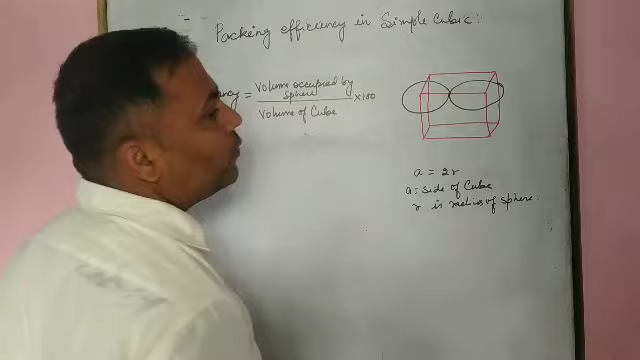 Packing efficiency in Simple Cubic:
ency = Volume occupied by sphere / Volume of Cube × 100
a = 2r
a = side of Cube
r is radius of sphere.